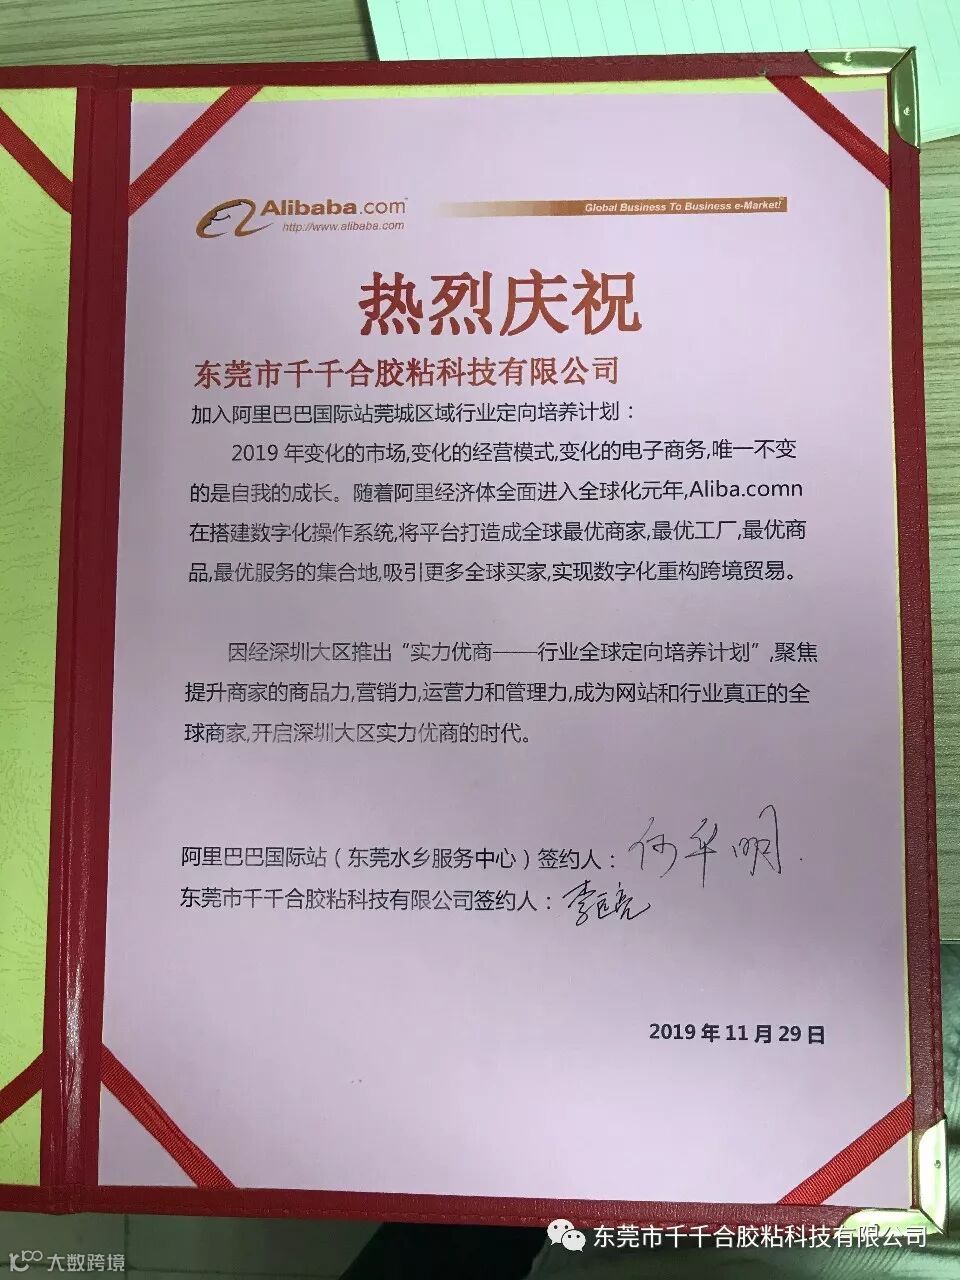 Alibaba.com
http://www.alibaba.com
Global Business To Business e-Market!
热烈庆祝
东莞市千千合胶粘科技有限公司
加入阿里巴巴国际站莞城区域行业定向培养计划：
2019年变化的市场,变化的经营模式,变化的电子商务,唯一不变
的是自我的成长。随着阿里经济体全面进入全球化元年,Aliba.comn
在搭建数字化操作系统,将平台打造成全球最优商家,最优工厂,最优商
品,最优服务的集合地,吸引更多全球买家,实现数字化重构跨境贸易。
因经深圳大区推出“实力优商——行业全球定向培养计划”,聚焦
提升商家的商品力,营销力,运营力和管理力,成为网站和行业真正的全
球商家,开启深圳大区实力优商的时代。
阿里巴巴国际站（东莞水乡服务中心）签约人：
东莞市千千合胶粘科技有限公司签约人：
2019年11月29日
东莞市千千合胶粘科技有限公司
大数跨境